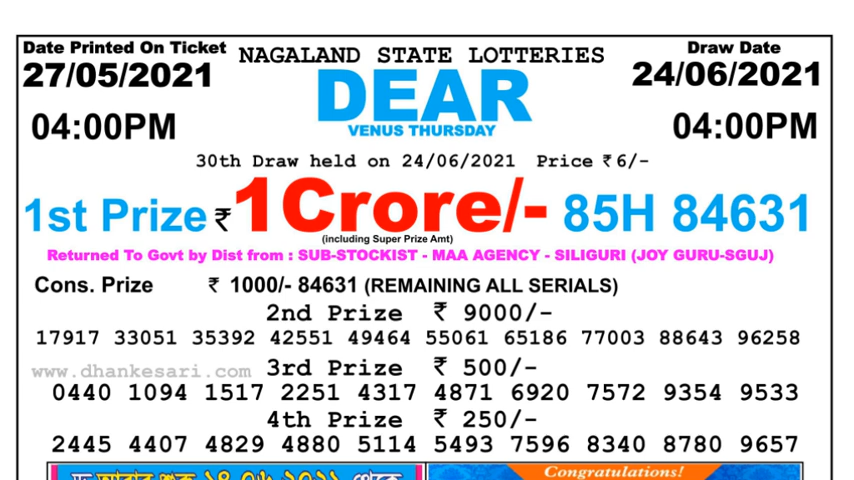 Date Printed On Ticket NAGALAND STATE LOTTERIES Draw Date
27/05/2021 DEAR 24/06/2021
04:00PM VENUS THURSDAY 04:00PM
30th Draw held on 24/06/2021 Price ₹6/-
1st Prize ₹1Crore/- 85H 84631
(including Super Prize Amt)
Returned To Govt by Dist from : SUB-STOCKIST - MAA AGENCY - SILIGURI (JOY GURU-SGUJ)
Cons. Prize ₹ 1000/- 84631 (REMAINING ALL SERIALS)
2nd Prize ₹ 9000/-
17917 33051 35392 42551 49464 55061 65186 77003 88643 96258
www.dhankesari.com 3rd Prize ₹ 500/-
0440 1094 1517 2251 4317 4871 6920 7572 9354 9533
4th Prize ₹ 250/-
2445 4407 4829 4880 5114 5493 7596 8340 8780 9657
Congratulations!